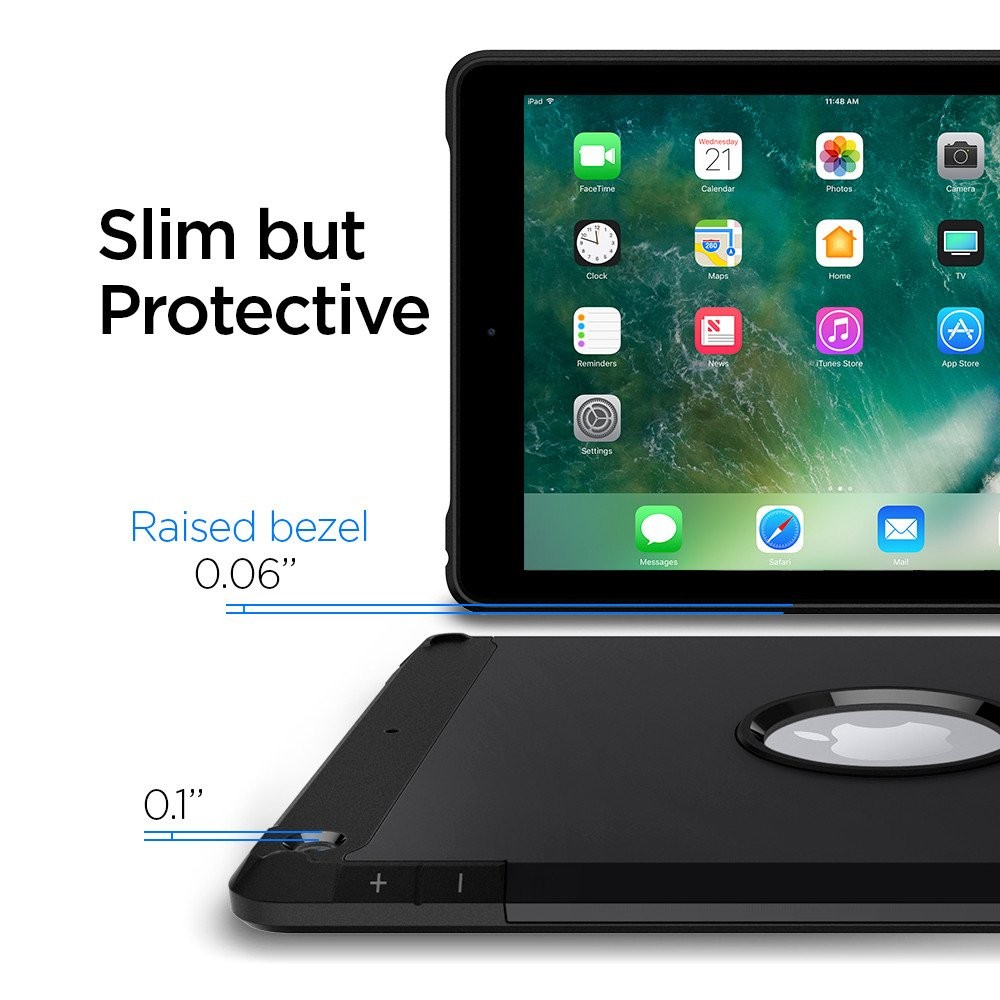 Slim but
Protective
Raised bezel
0.06”
0.1”
iPad
11:48 AM
FaceTime
Wednesday
21
Calendar
Photos
Camera
Clock
280
Maps
Home
TV
Reminders
News
iTunes Store
App Store
Settings
Messages
Safari
Mail
+ −